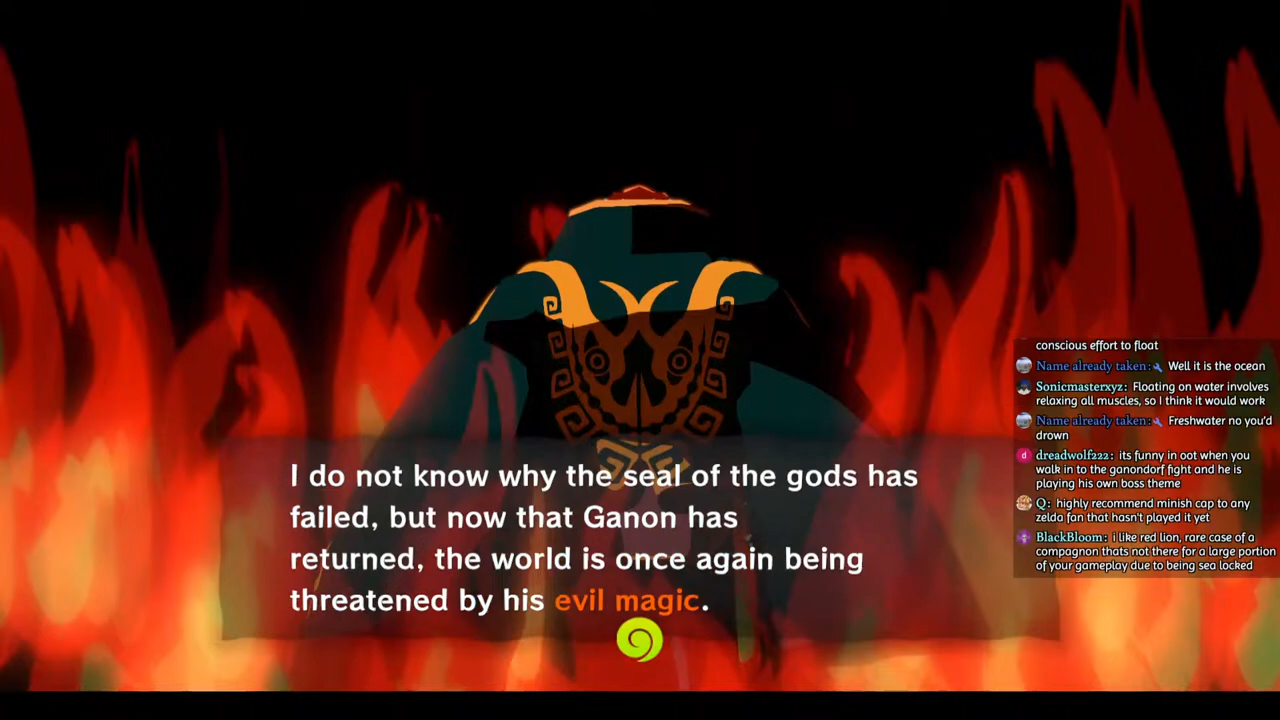 I do not know why the seal of the gods has
failed, but now that Ganon has
returned, the world is once again being
threatened by his evil magic.
conscious effort to float
Name already taken: Well it is the ocean
Sonicmasterxyz: Floating on water involves
relaxing all muscles, so I think it would work
Name already taken: Freshwater no you'd
drown
d dreadwolf222: its funny in oot when you
walk in to the ganondorf fight and he is
playing his own boss theme
Q: highly recommend minish cap to any
zelda fan that hasn't played it yet
BlackBloom: i like red lion, rare case of a
compagnon thats not there for a large portion
of your gameplay due to being sea locked